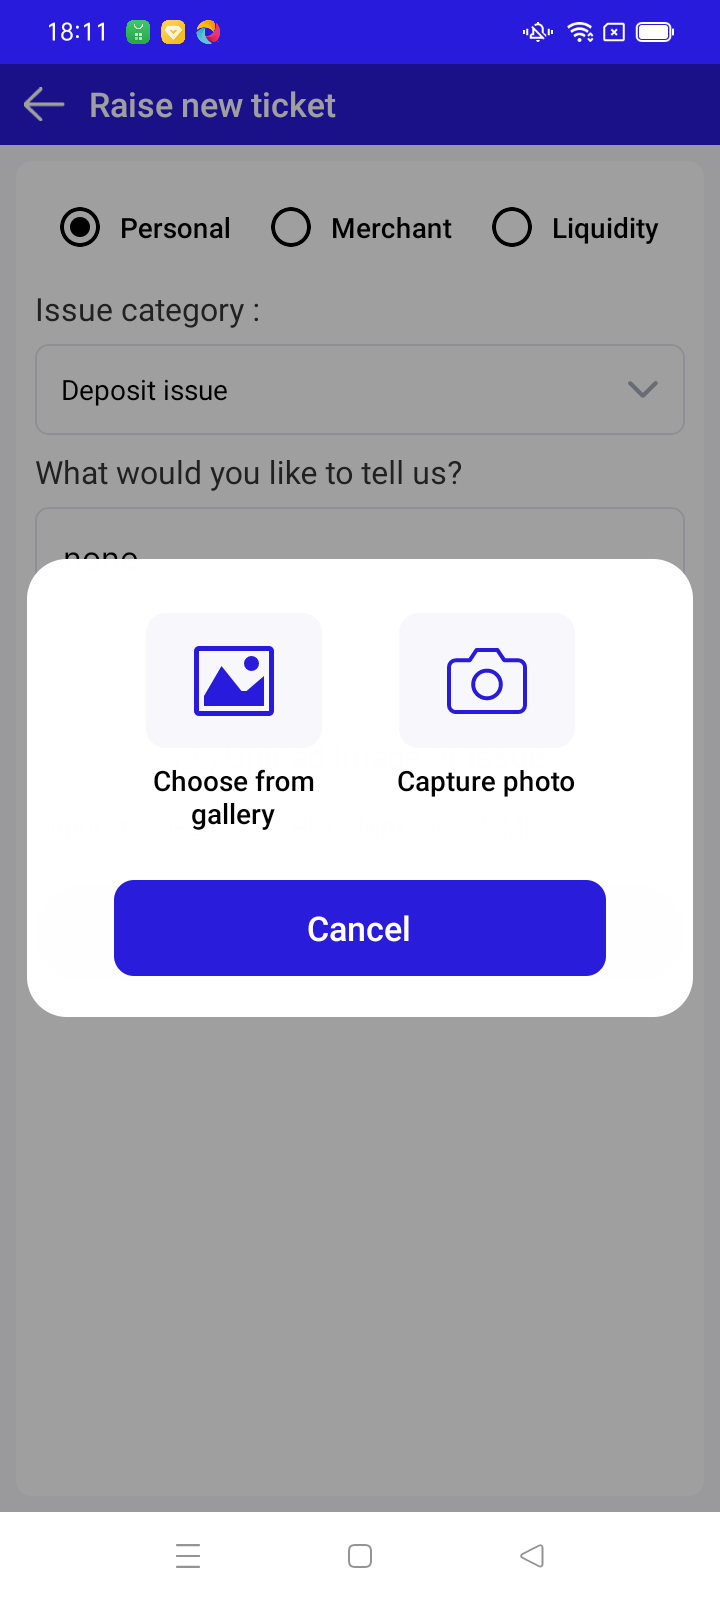 18:11
Raise new ticket
Personal
Merchant
Liquidity
Issue category :
Deposit issue
What would you like to tell us?
none
Choose from
gallery
Capture photo
Cancel